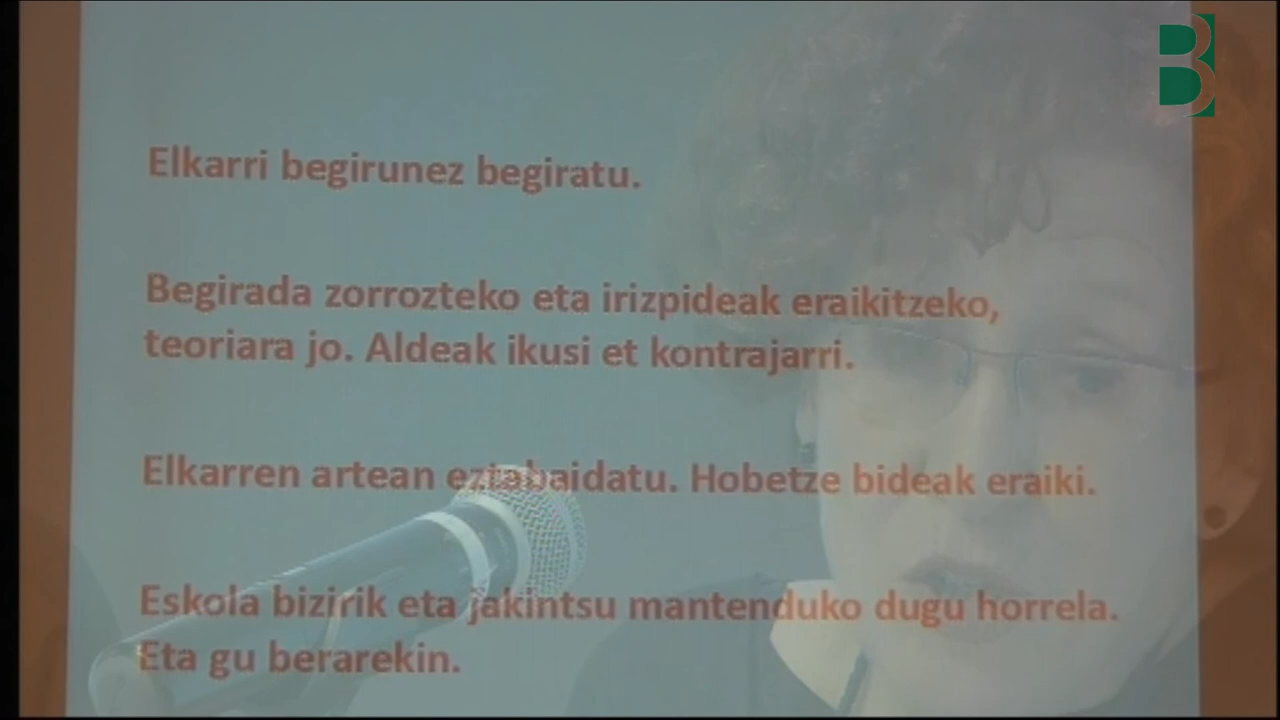 Elkarri begirunez begiratu.
Begirada zorrozteko eta irizpideak eraikitzeko,
teoriara jo. Aldeak ikusi et kontrajarri.
Elkarren artean eztabaidatu. Hobetze bideak eraiki.
Eskola bizirik eta jakintsu mantenduko dugu horrela.
Eta gu berarekin.
B